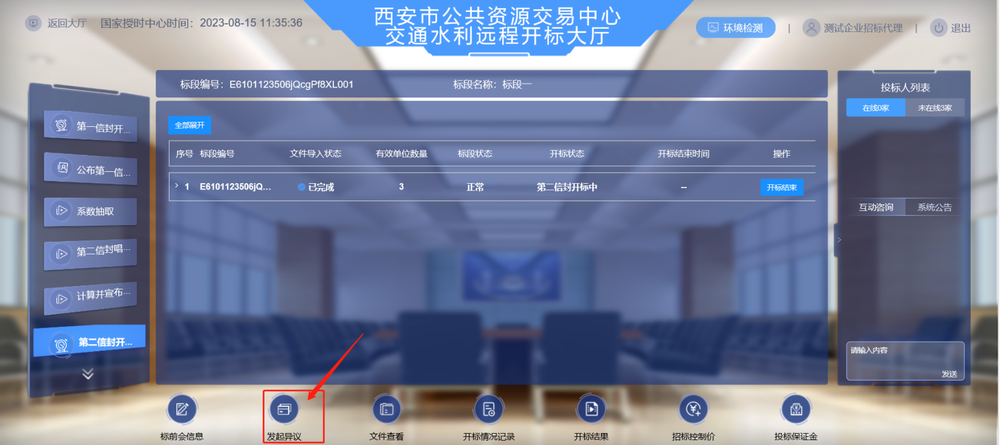 返回大厅
国家授时中心时间：2023-08-15 11:35:36
西安市公共资源交易中心
交通水利远程开标大厅
环境检测
|
测试企业招标代理
|
退出
标段编号：E6101123506jQcgPf8XL001
标段名称：标段一
第一信封开...
公布第一信...
系数抽取
第二信封唱...
计算并宣布...
第二信封开...
全部展开
序号 标段编号 文件导入状态 有效单位数量 标段状态 开标状态 开标结束时间 操作
1 E6101123506jQ... 已完成 3 正常 第二信封开标中 -- 开标结束
投标人列表
在线0家 未在线3家
互动咨询 系统公告
请输入内容
发送
标前会信息
发起异议
文件查看
开标情况记录
开标结果
招标控制价
投标保证金